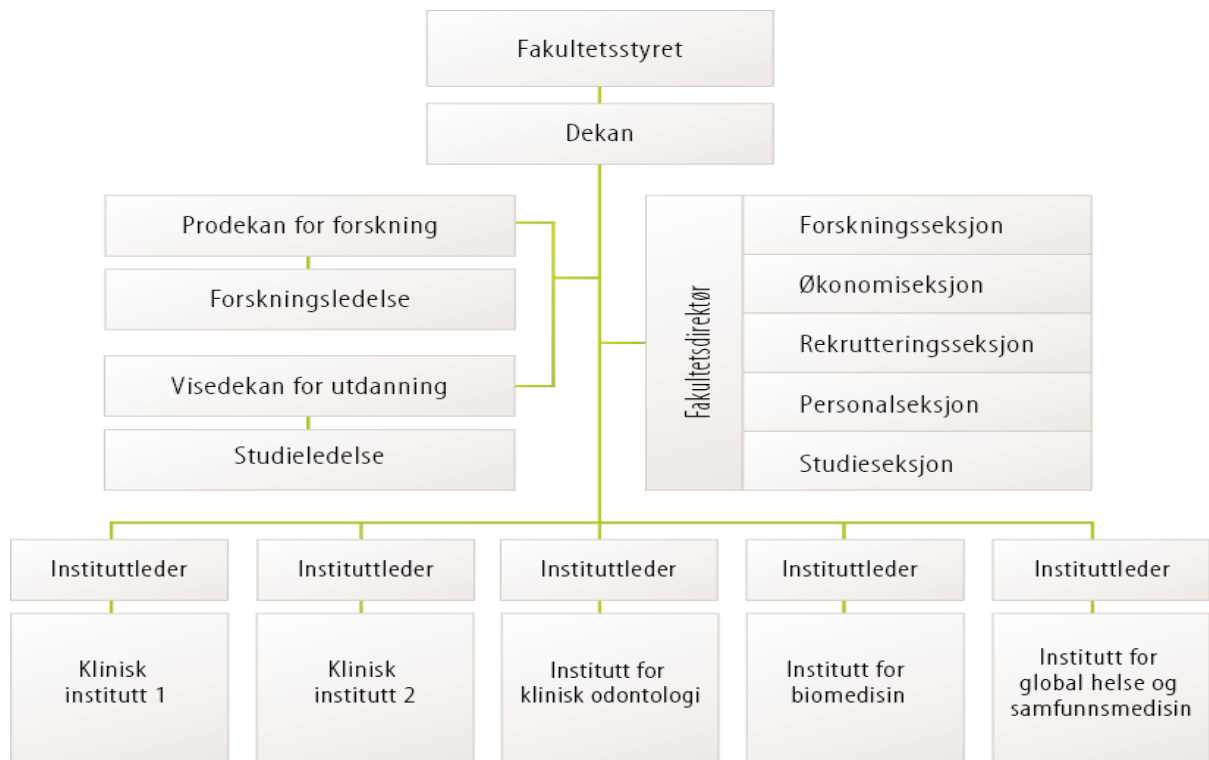 Fakultetsstyret
Dekan
Prodekan for forskning
Forskningsledelse
Visedekan for utdanning
Studieledelse
Fakultetsdirektør
Forskningsseksjon
Økonomiseksjon
Rekrutteringsseksjon
Personalseksjon
Studieseksjon
Instituttleder
Instituttleder
Instituttleder
Instituttleder
Instituttleder
Klinisk
institutt 1
Klinisk
institutt 2
Institutt for
klinisk odontologi
Institutt for
biomedisin
Institutt for
global helse og
samfunnsmedisin